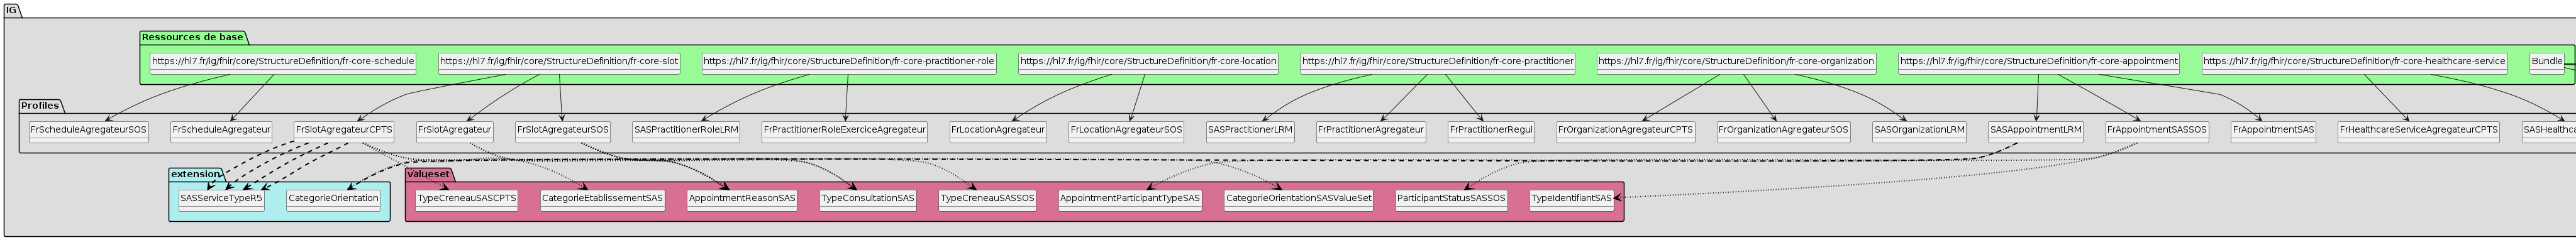 IG
Ressources de base
https://hl7.fr/ig/fhir/core/StructureDefinition/fr-core-schedule
https://hl7.fr/ig/fhir/core/StructureDefinition/fr-core-slot
https://hl7.fr/ig/fhir/core/StructureDefinition/fr-core-practitioner-role
https://hl7.fr/ig/fhir/core/StructureDefinition/fr-core-location
https://hl7.fr/ig/fhir/core/StructureDefinition/fr-core-practitioner
https://hl7.fr/ig/fhir/core/StructureDefinition/fr-core-organization
https://hl7.fr/ig/fhir/core/StructureDefinition/fr-core-appointment
https://hl7.fr/ig/fhir/core/StructureDefinition/fr-core-healthcare-service
Bundle
Profiles
FrScheduleAgregateurSOS
FrScheduleAgregateur
FrSlotAgregateurCPTS
FrSlotAgregateur
FrSlotAgregateurSOS
SASPractitionerRoleLRM
FrPractitionerRoleExerciceAgregateur
FrLocationAgregateur
FrLocationAgregateurSOS
SASPractitionerLRM
FrPractitionerAgregateur
FrPractitionerRegul
FrOrganizationAgregateurCPTS
FrOrganizationAgregateurSOS
SASOrganizationLRM
SASAppointmentLRM
FrAppointmentSASSOS
FrAppointmentSAS
FrHealthcareServiceAgregateurCPTS
SASHealthca
extension
SASServiceTypeR5
CategorieOrientation
valueset
TypeCreneauSASCPTS
CategorieEtablissementSAS
AppointmentReasonSAS
TypeConsultationSAS
TypeCreneauSASSOS
AppointmentParticipantTypeSAS
CategorieOrientationSASValueSet
ParticipantStatusSASSOS
TypeIdentifiantSAS